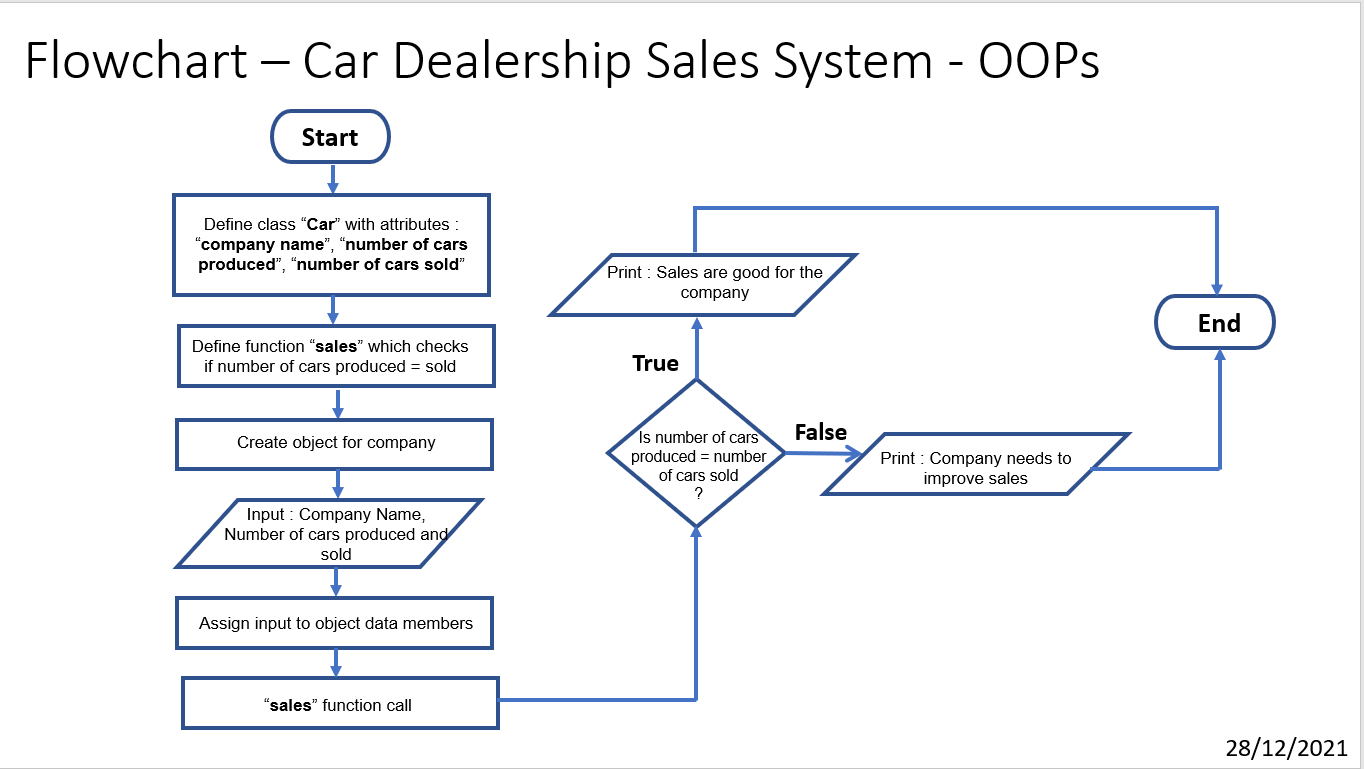 Flowchart – Car Dealership Sales System - OOPs
Start
Define class “Car” with attributes :
“company name”, “number of cars
produced”, “number of cars sold”
Define function “sales” which checks
if number of cars produced = sold
Create object for company
Input : Company Name,
Number of cars produced and
sold
Assign input to object data members
“sales” function call
Is number of cars
produced = number
of cars sold
?
True
Print : Sales are good for the
company
False
Print : Company needs to
improve sales
End
28/12/2021